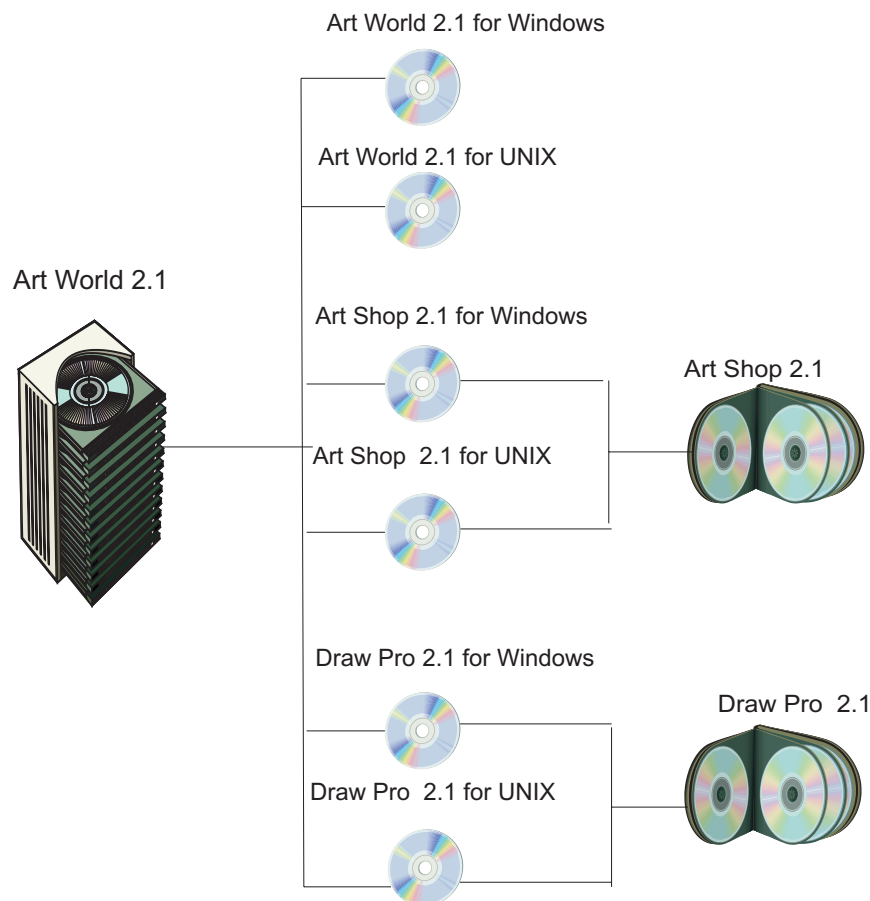 Art World 2.1 for Windows
Art World 2.1 for UNIX
Art World 2.1
Art Shop 2.1 for Windows
Art Shop 2.1
Art Shop 2.1 for UNIX
Draw Pro 2.1 for Windows
Draw Pro 2.1
Draw Pro 2.1 for UNIX